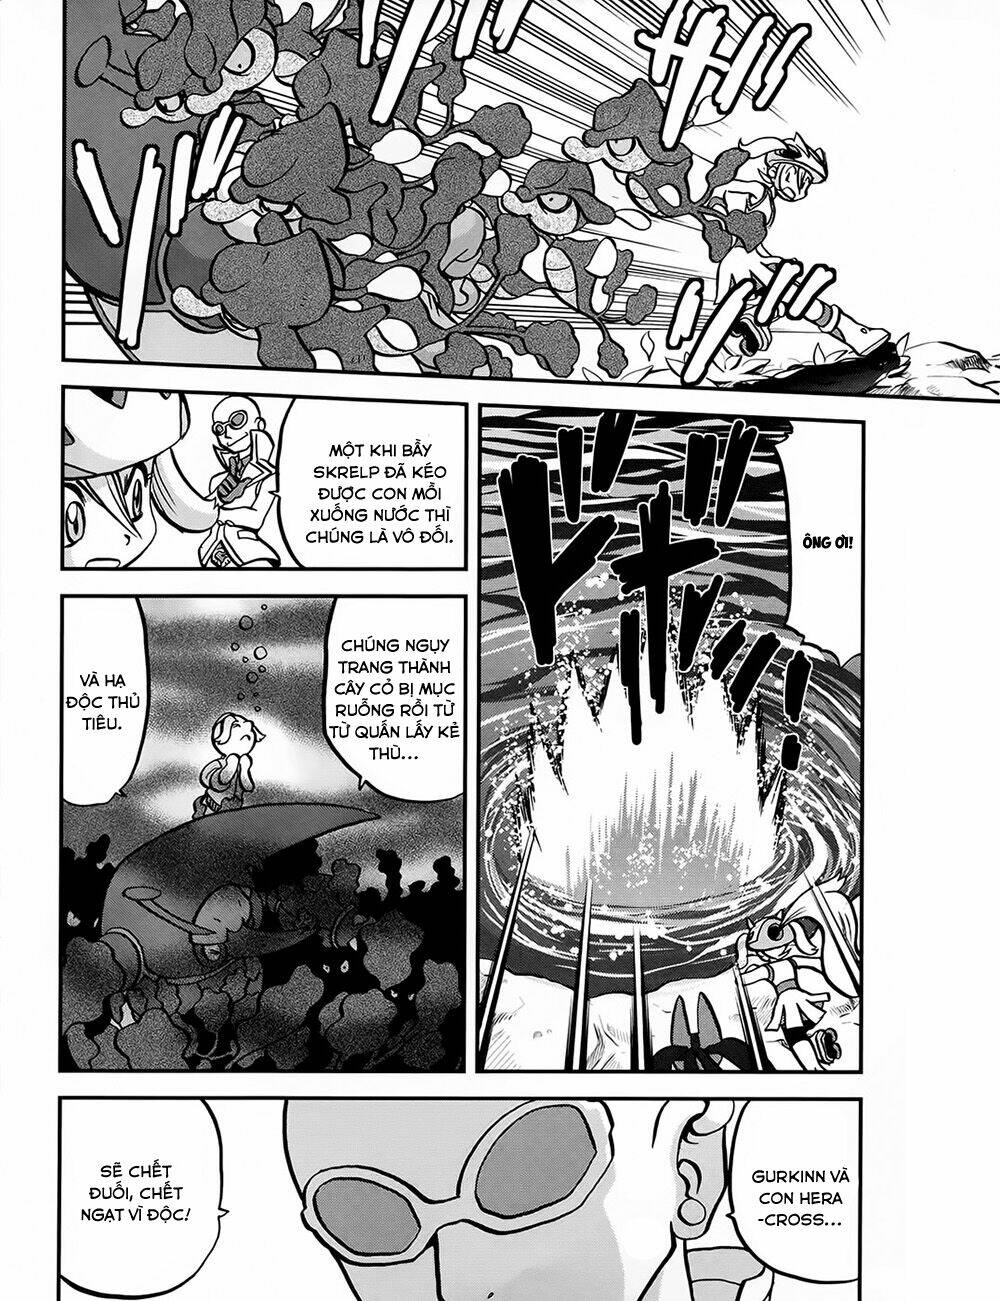 ÔNG ƠI!
MỘT KHI BẦY
SKRELP ĐÃ KÉO
ĐƯỢC CON MỒI
XUỐNG NƯỚC THÌ
CHÚNG LÀ VÔ ĐỐI.
CHÚNG NGỤY
TRANG THÀNH
CÂY CỎ BỊ MỤC
RUỖNG RỒI TỪ
TỪ QUẤN LẤY KẺ
THÙ...
VÀ HẠ
ĐỘC THỦ
TIÊU.
GURKINN VÀ
CON HERA
-CROSS...
SẼ CHẾT
ĐUỐI, CHẾT
NGẠT VÌ ĐỘC!